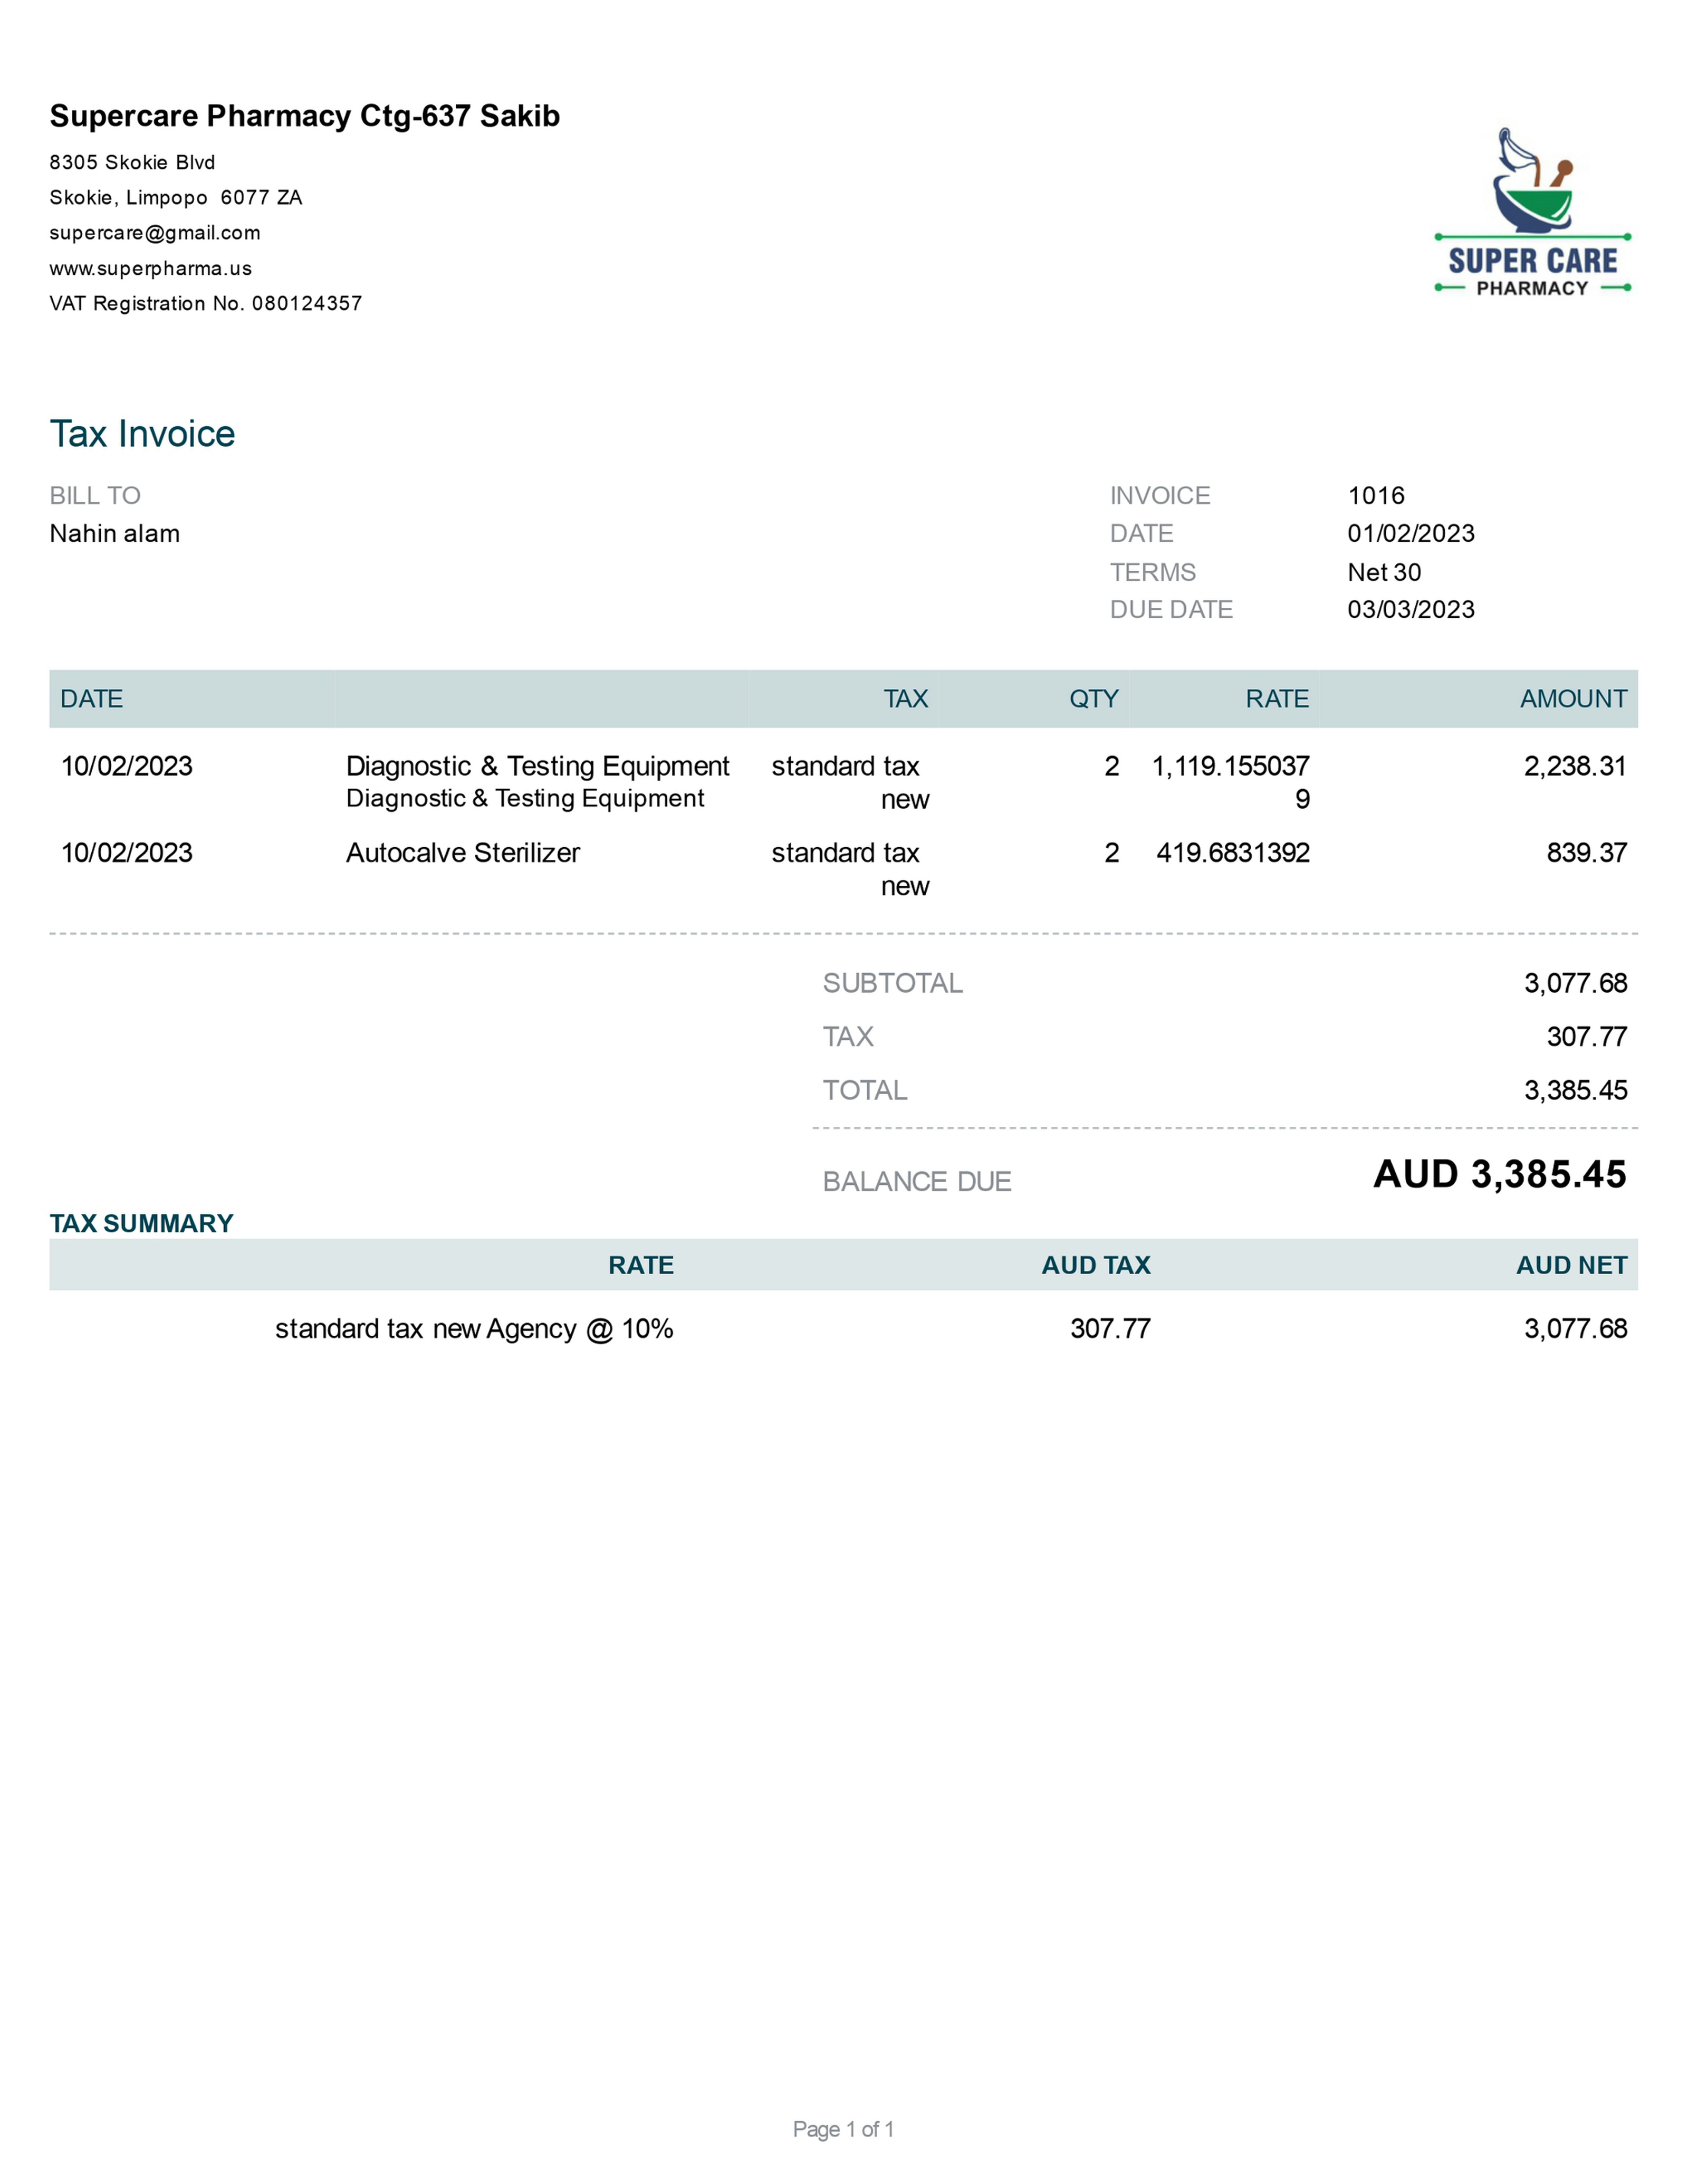 Supercare Pharmacy Ctg-637 Sakib
8305 Skokie Blvd
Skokie, Limpopo 6077 ZA
supercare@gmail.com
www.superpharma.us
VAT Registration No. 080124357
SUPER CARE
PHARMACY
Tax Invoice
BILL TO
Nahin alam
INVOICE 1016
DATE 01/02/2023
TERMS Net 30
DUE DATE 03/03/2023
DATE TAX QTY RATE AMOUNT
10/02/2023 Diagnostic & Testing Equipment standard tax 2 1,119.155037 2,238.31
Diagnostic & Testing Equipment new 9
10/02/2023 Autocalve Sterilizer standard tax 2 419.6831392 839.37
new
SUBTOTAL 3,077.68
TAX 307.77
TOTAL 3,385.45
BALANCE DUE AUD 3,385.45
TAX SUMMARY
RATE AUD TAX AUD NET
standard tax new Agency @ 10% 307.77 3,077.68
Page 1 of 1